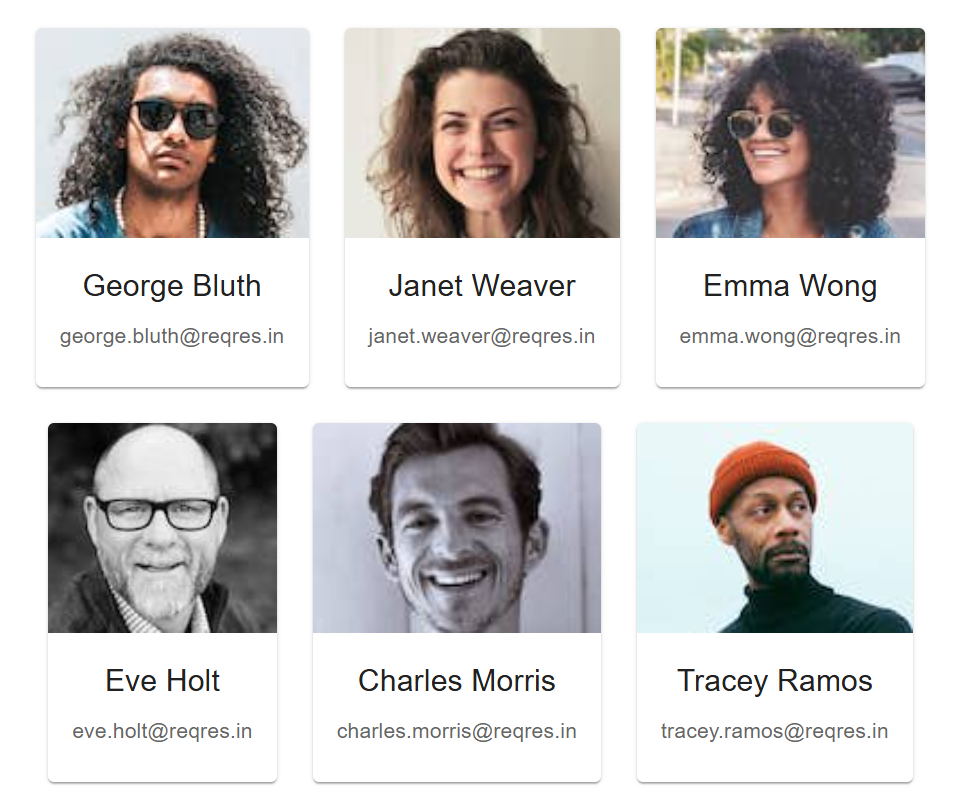 George Bluth
george.bluth@reqres.in
Janet Weaver
janet.weaver@reqres.in
Emma Wong
emma.wong@reqres.in
Eve Holt
eve.holt@reqres.in
Charles Morris
charles.morris@reqres.in
Tracey Ramos
tracey.ramos@reqres.in